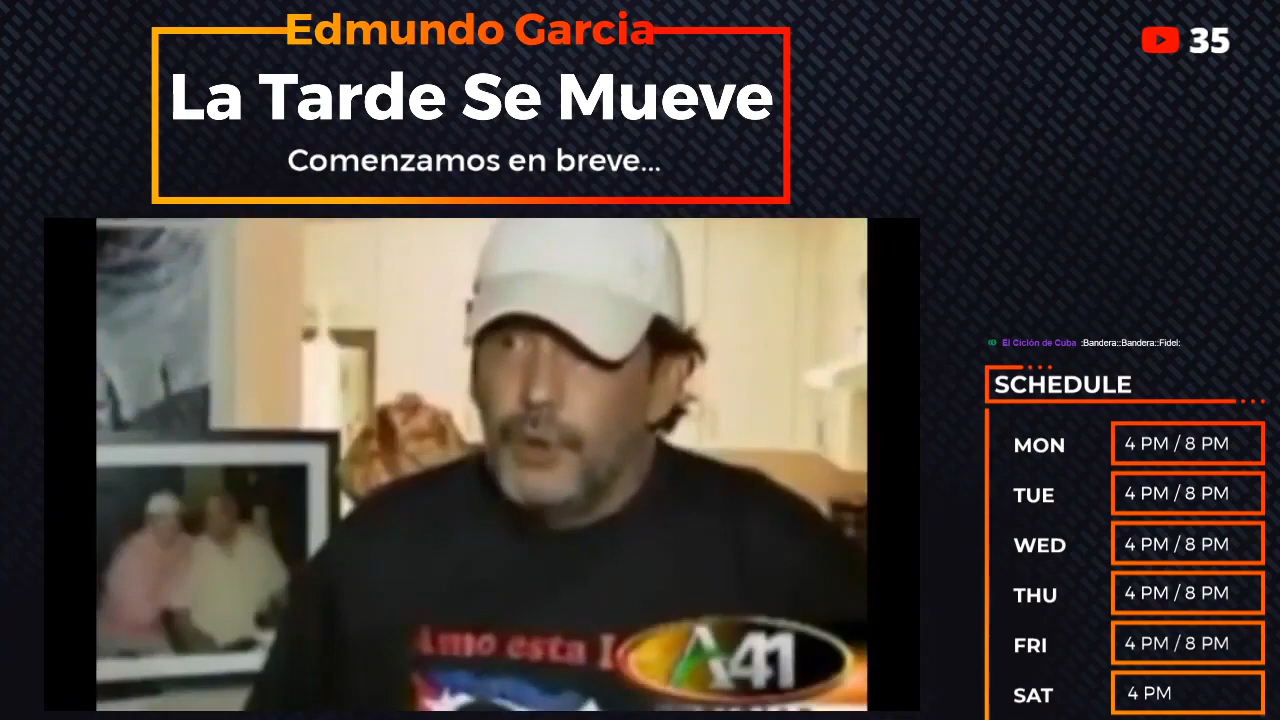 Edmundo Garcia
La Tarde Se Mueve
Comenzamos en breve...
35
El Ciclón de Cuba :Bandera::Bandera::Fidel:
SCHEDULE
MON 4 PM / 8 PM
TUE 4 PM / 8 PM
WED 4 PM / 8 PM
THU 4 PM / 8 PM
FRI 4 PM / 8 PM
SAT 4 PM
Amo esta I
A41